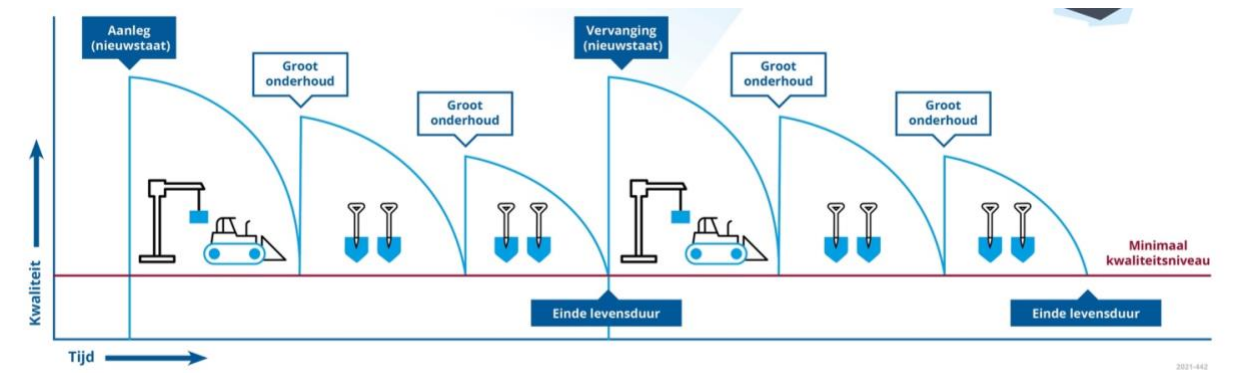 Aanleg
(nieuwstaat)
Groot
onderhoud
Groot
onderhoud
Vervanging
(nieuwstaat)
Groot
onderhoud
Groot
onderhoud
Kwaliteit
Minimaal
kwaliteitsniveau
Einde levensduur
Einde levensduur
Tijd
2021-442